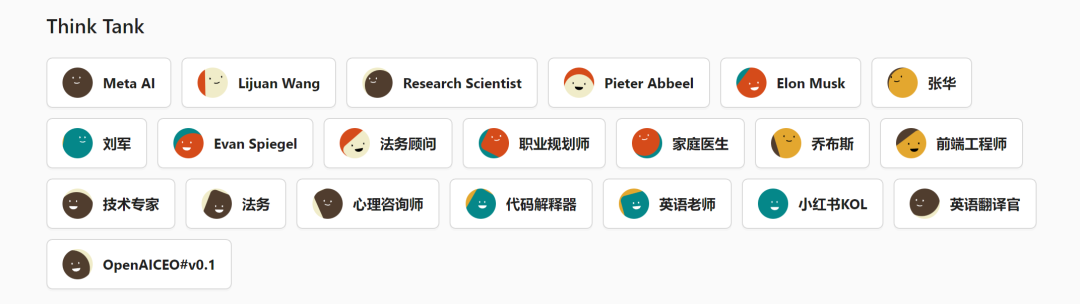 Think Tank
Meta AI Lijuan Wang Research Scientist Pieter Abbeel Elon Musk 张华
刘军 Evan Spiegel 法务顾问 职业规划师 家庭医生 乔布斯 前端工程师
技术专家 法务 心理咨询师 代码解释器 英语老师 小红书KOL 英语翻译官
OpenAICEO#v0.1